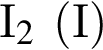 I₂ (I)